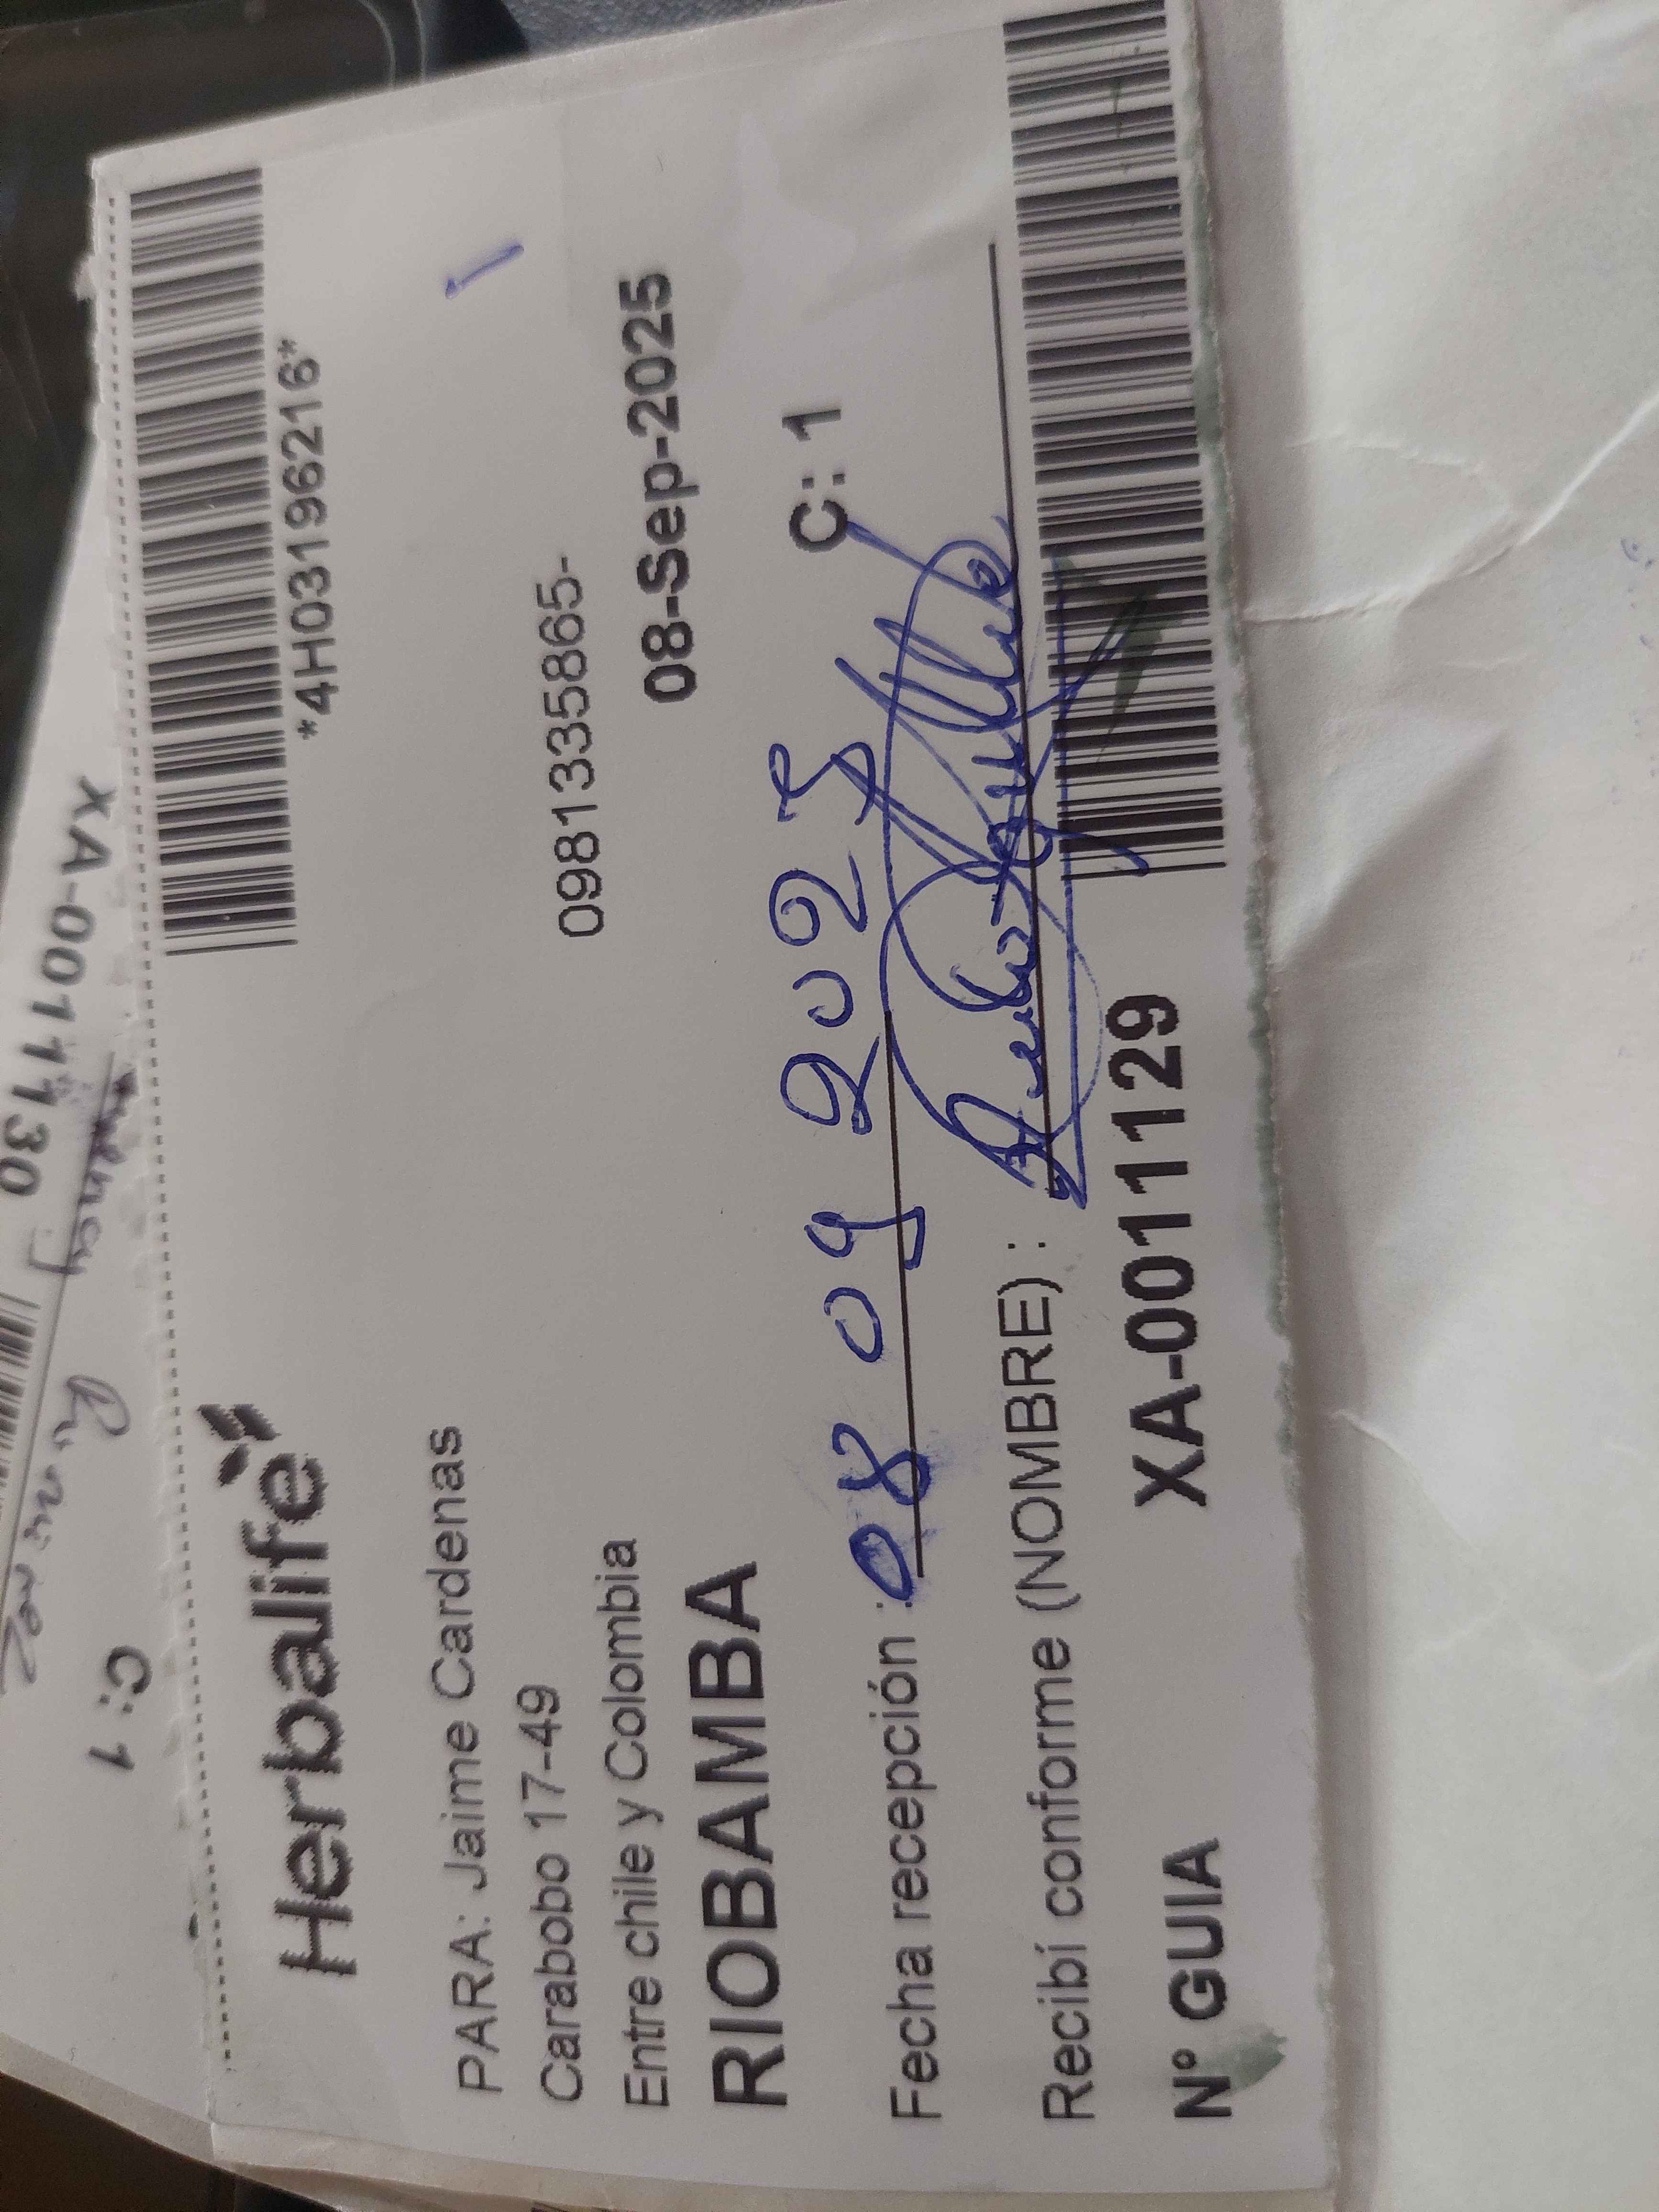 Herbalife
*4H03196216*
PARA: Jaime Cardenas
Carabobo 17-49
0981335865-
Entre chile y Colombia
RIOBAMBA
08-Sep-2025
Fecha recepción : 08 09 2025
C: 1
Recibí conforme (NOMBRE) :
Nº GUIA
XA-0011129
XA-0011130
C: 1